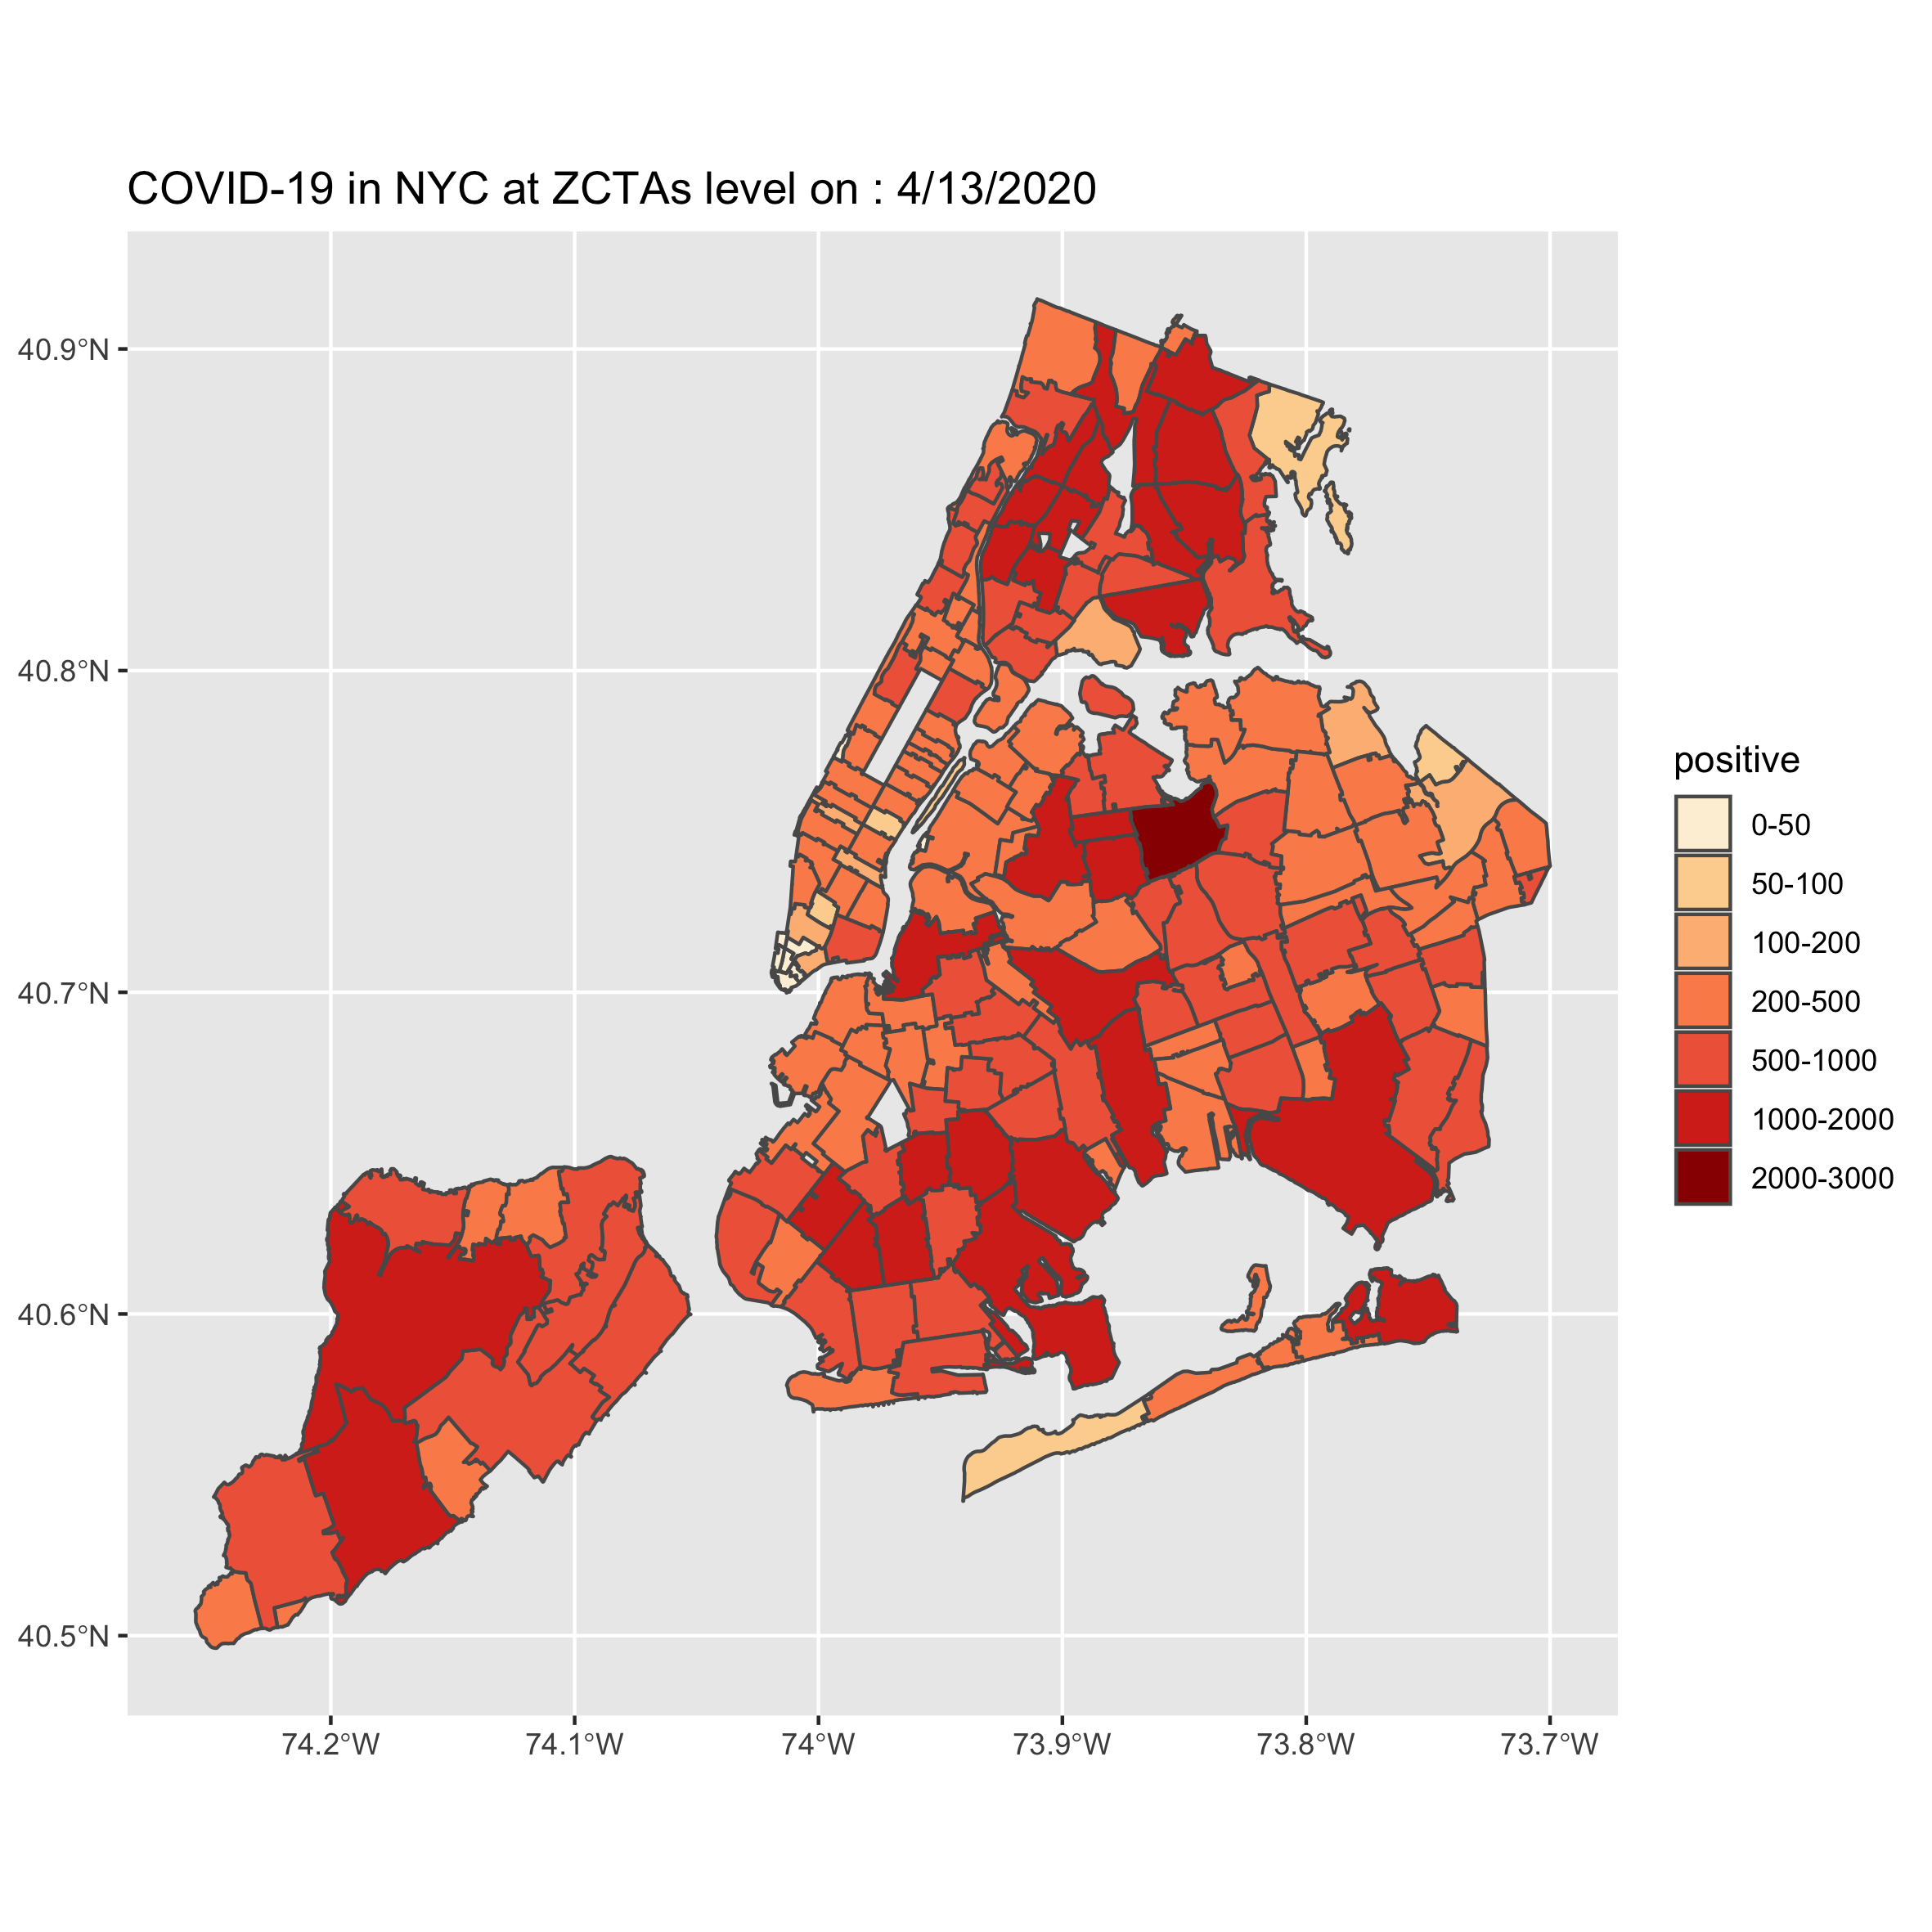 COVID-19 in NYC at ZCTAs level on : 4/13/2020
40.9°N
40.8°N
40.7°N
40.6°N
40.5°N
74.2°W
74.1°W
74°W
73.9°W
73.8°W
73.7°W
positive
0-50
50-100
100-200
200-500
500-1000
1000-2000
2000-3000